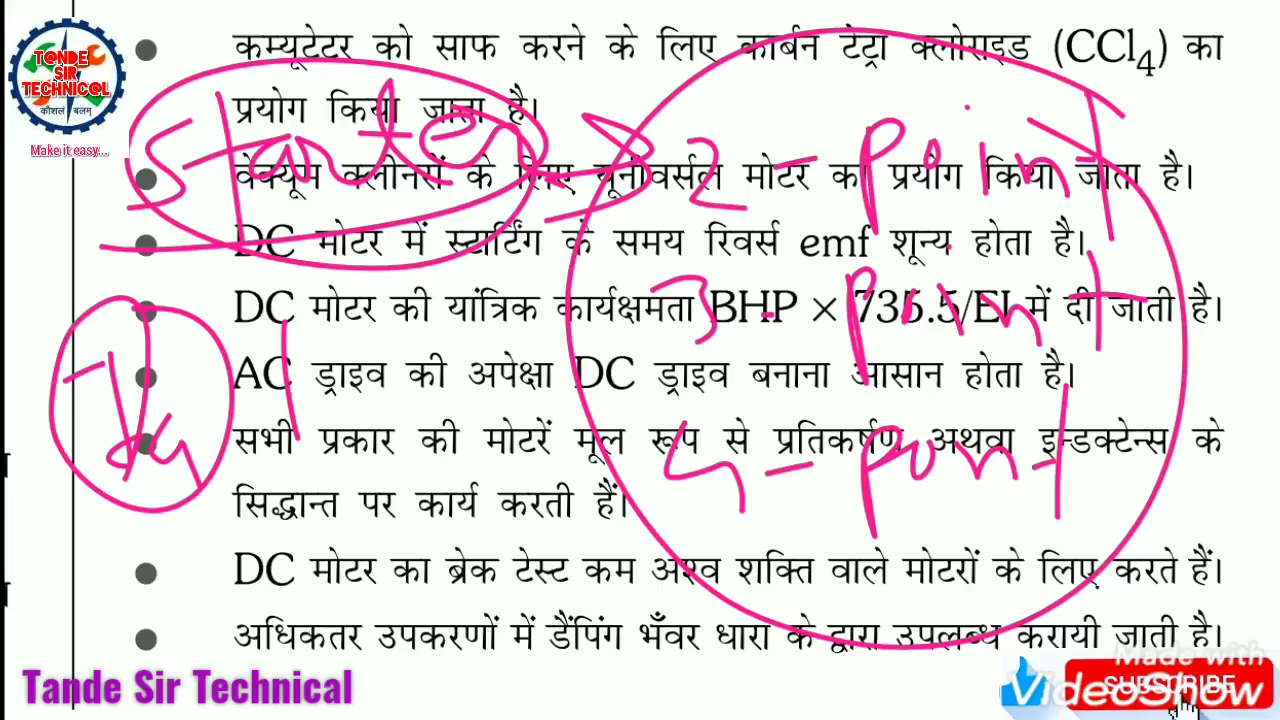 TONDE
SIR
TECHNICOL
कौशलं बलम्
Make it easy...
कम्यूटेटर को साफ करने के लिए कार्बन टेट्रा क्लोराइड (CCl4) का
प्रयोग किया जाता है।
Starter
2 - point
वेक्यूम क्लीनरों के लिए यूनीवर्सल मोटर का प्रयोग किया जाता है।
DC मोटर में स्टार्टिंग के समय रिवर्स emf शून्य होता है।
3 - point
DC मोटर की यांत्रिक कार्यक्षमता BHP × 735.5/EI में दी जाती है।
AC ड्राइव की अपेक्षा DC ड्राइव बनाना आसान होता है।
4 - pont
सभी प्रकार की मोटरें मूल रूप से प्रतिकर्षण अथवा इन्डक्टेन्स के
सिद्धान्त पर कार्य करती हैं।
DC मोटर का ब्रेक टेस्ट कम अश्व शक्ति वाले मोटरों के लिए करते हैं।
अधिकतर उपकरणों में डैंपिंग भँवर धारा के द्वारा उपलब्ध करायी जाती है।
Tande Sir Technical
Made with
VideoShow
SUBSCRIBE